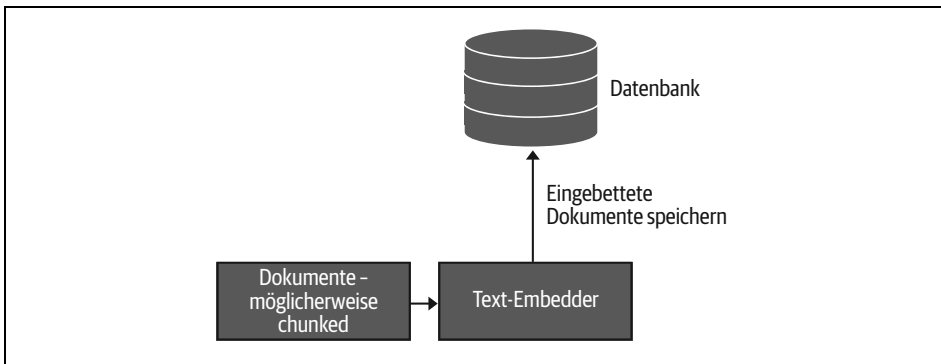 Datenbank
Eingebettete
Dokumente speichern
Dokumente –
möglicherweise
chunked
Text-Embedder